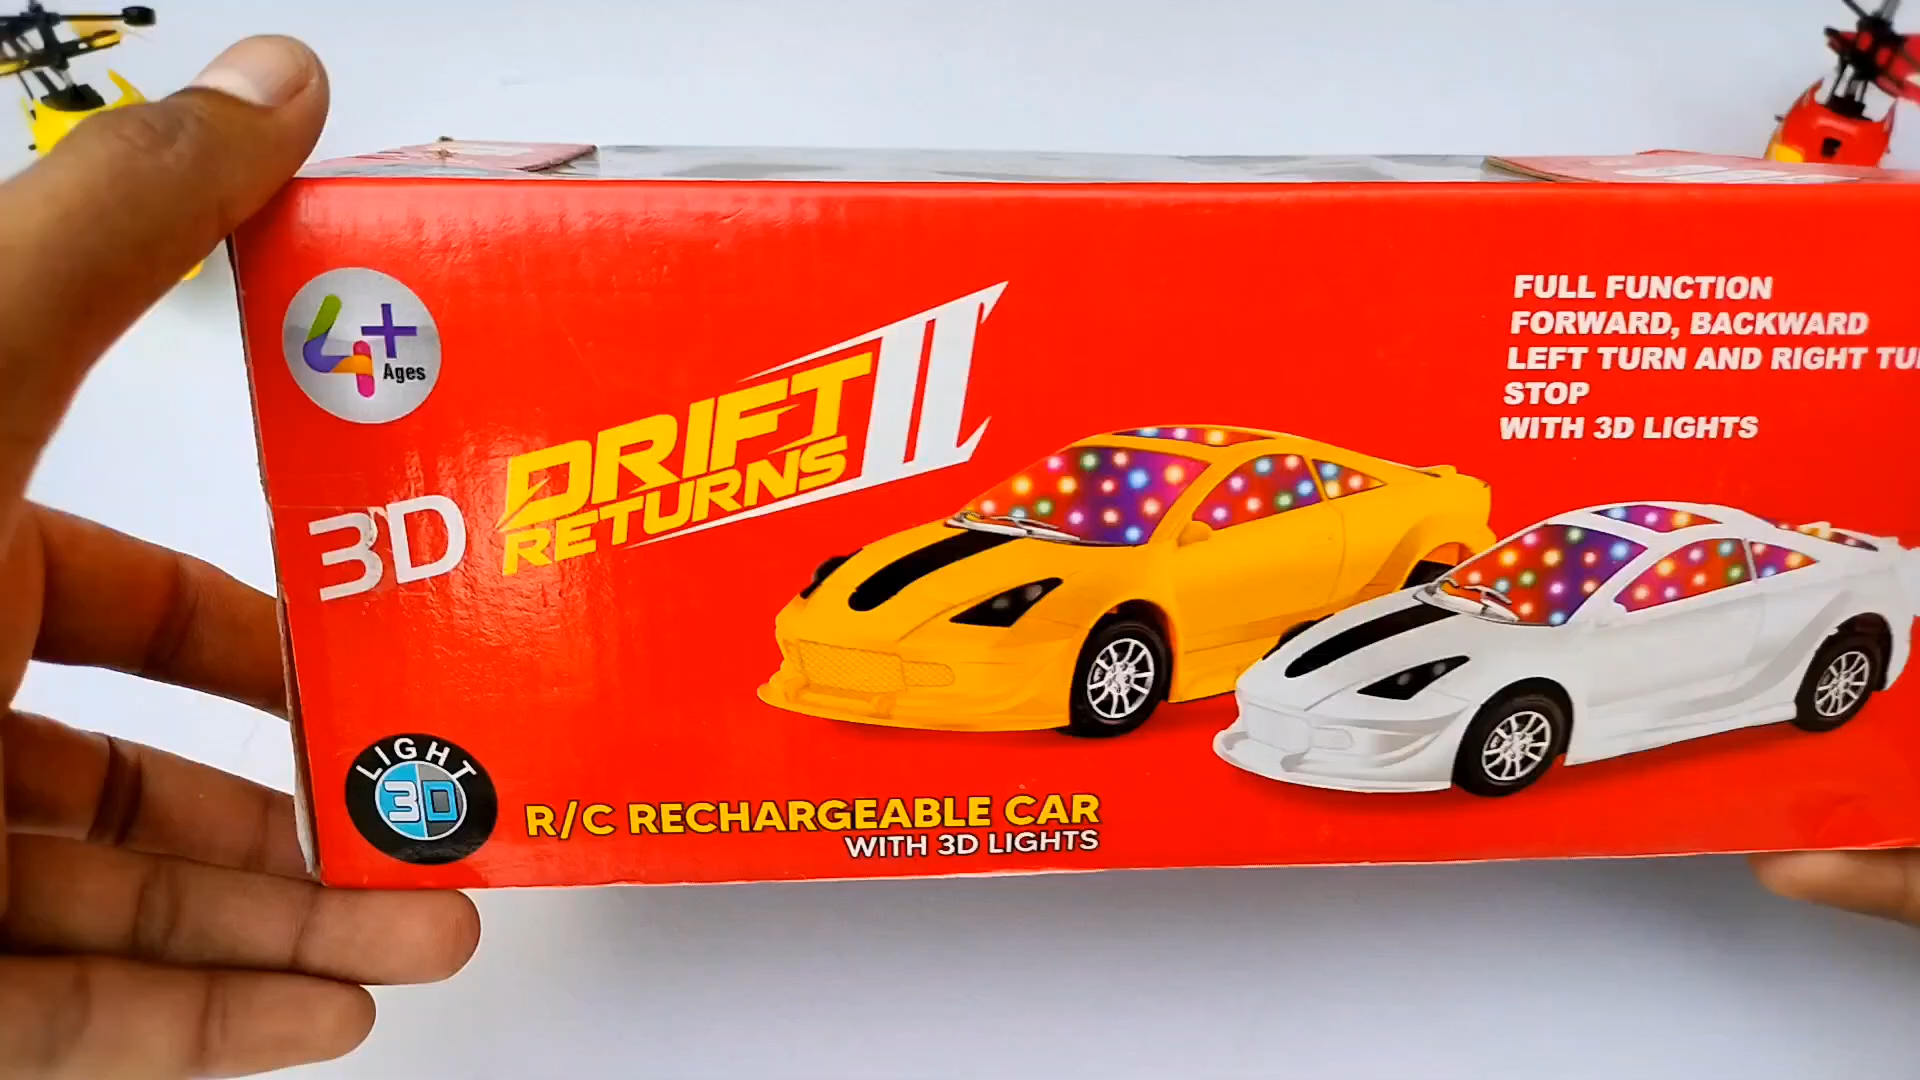 4+
Ages
3D DRIFT II
RETURNS
FULL FUNCTION
FORWARD, BACKWARD
LEFT TURN AND RIGHT
STOP
WITH 3D LIGHTS
LIGHT
3D
R/C RECHARGEABLE CAR
WITH 3D LIGHTS